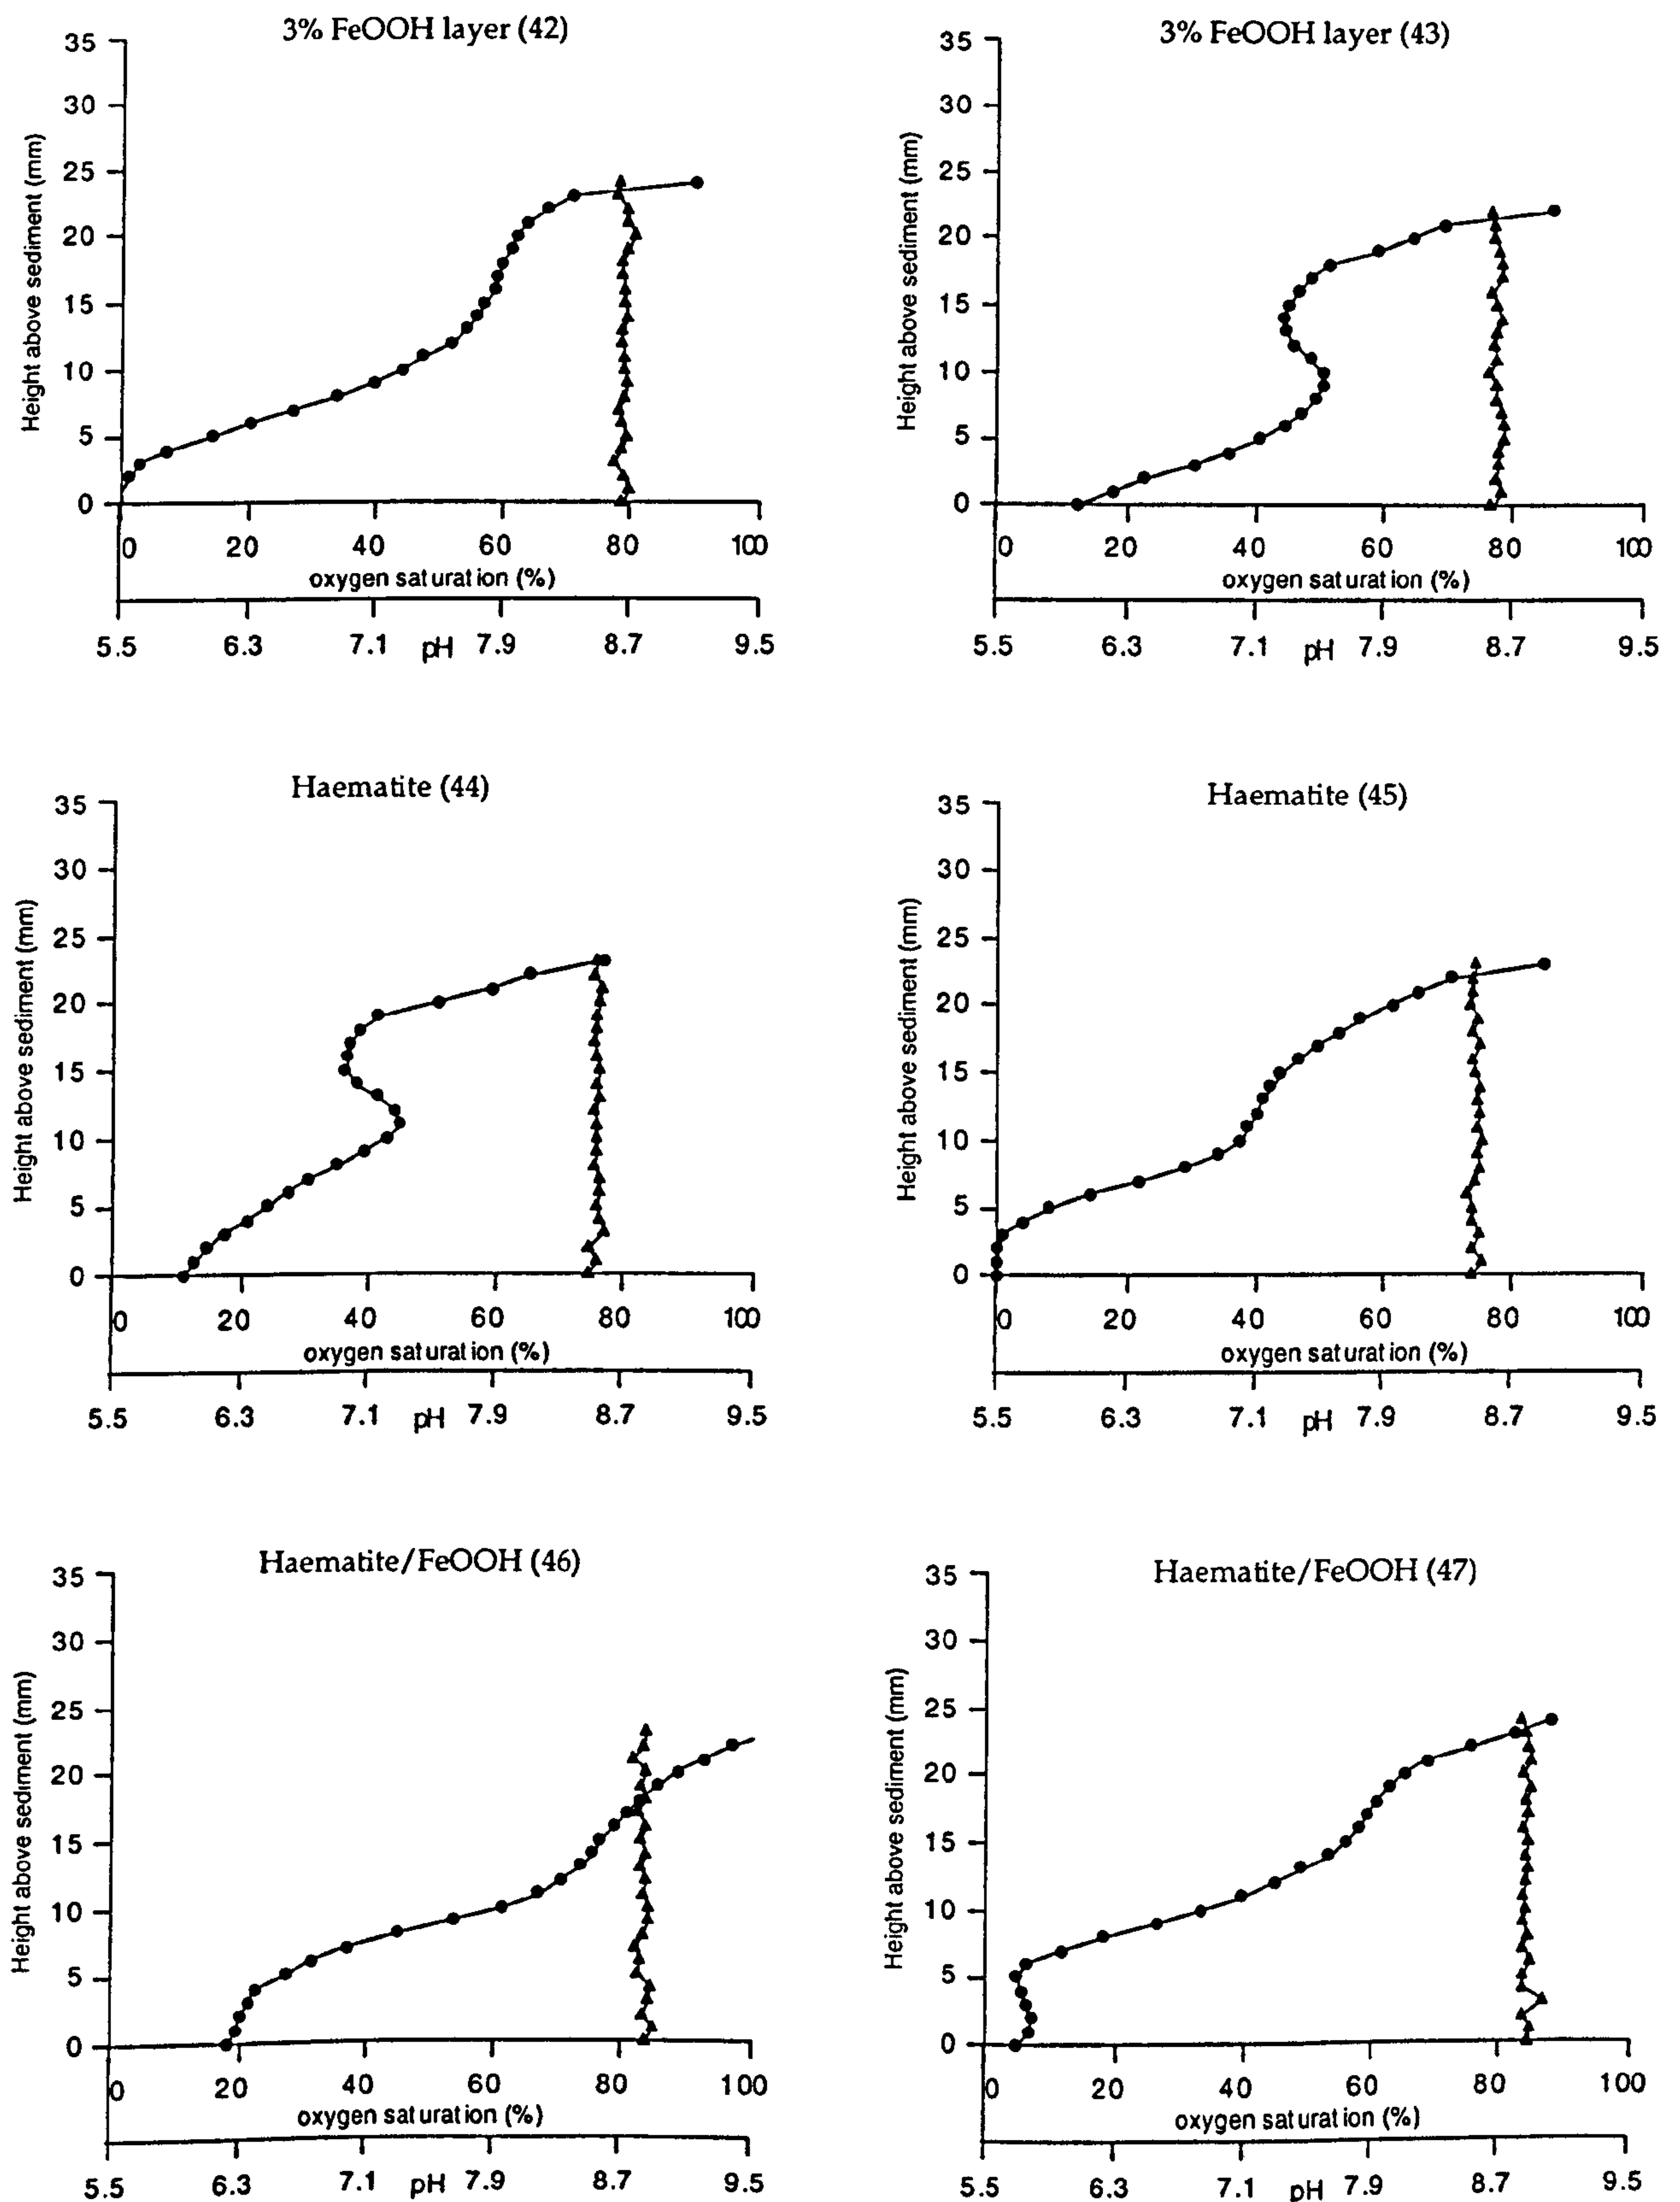 3% FeOOH layer (42)
35
30
25
20
15
10
5
0
Height above sediment (mm)
0 20 40 60 80 100
oxygen saturation (%)
5.5 6.3 7.1 pH 7.9 8.7 9.5
3% FeOOH layer (43)
35
30
25
20
15
10
5
0
Height above sediment (mm)
0 20 40 60 80 100
oxygen saturation (%)
5.5 6.3 7.1 pH 7.9 8.7 9.5
Haematite (44)
35
30
25
20
15
10
5
0
Height above sediment (mm)
0 20 40 60 80 100
oxygen saturation (%)
5.5 6.3 7.1 pH 7.9 8.7 9.5
Haematite (45)
35
30
25
20
15
10
5
0
Height above sediment (mm)
0 20 40 60 80 100
oxygen saturation (%)
5.5 6.3 7.1 pH 7.9 8.7 9.5
Haematite/FeOOH (46)
35
30
25
20
15
10
5
0
Height above sediment (mm)
0 20 40 60 80 100
oxygen saturation (%)
5.5 6.3 7.1 pH 7.9 8.7 9.5
Haematite/FeOOH (47)
35
30
25
20
15
10
5
0
Height above sediment (mm)
0 20 40 60 80 100
oxygen saturation (%)
5.5 6.3 7.1 pH 7.9 8.7 9.5